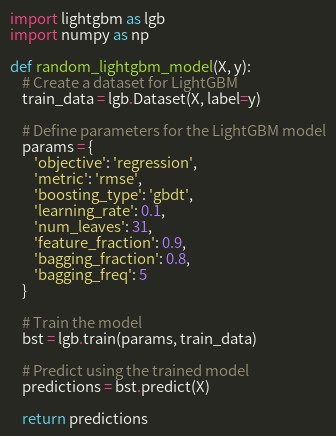 import lightgbm as lgb
import numpy as np

def random_lightgbm_model(X, y):
    # Create a dataset for LightGBM
    train_data = lgb.Dataset(X, label=y)

    # Define parameters for the LightGBM model
    params = {
        'objective': 'regression',
        'metric': 'rmse',
        'boosting_type': 'gbdt',
        'learning_rate': 0.1,
        'num_leaves': 31,
        'feature_fraction': 0.9,
        'bagging_fraction': 0.8,
        'bagging_freq': 5
    }

    # Train the model
    bst = lgb.train(params, train_data)

    # Predict using the trained model
    predictions = bst.predict(X)

    return predictions